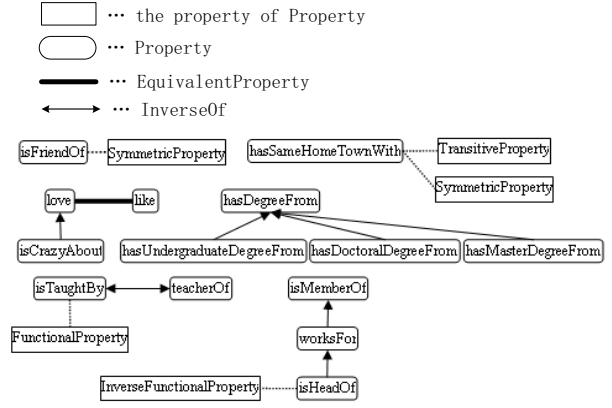 ··· the property of Property
··· Property
··· EquivalentProperty
··· InverseOf
isFriendOf SymmetricProperty hasSameHomeTownWith TransitiveProperty
SymmetricProperty
love like hasDegreeFrom
isCrazyAbout hasUndergraduateDegreeFrom hasDoctoralDegreeFrom hasMasterDegreeFrom
isTaughtBy teacherOf isMemberOf
FunctionalProperty worksFor
InverseFunctionalProperty isHeadOf